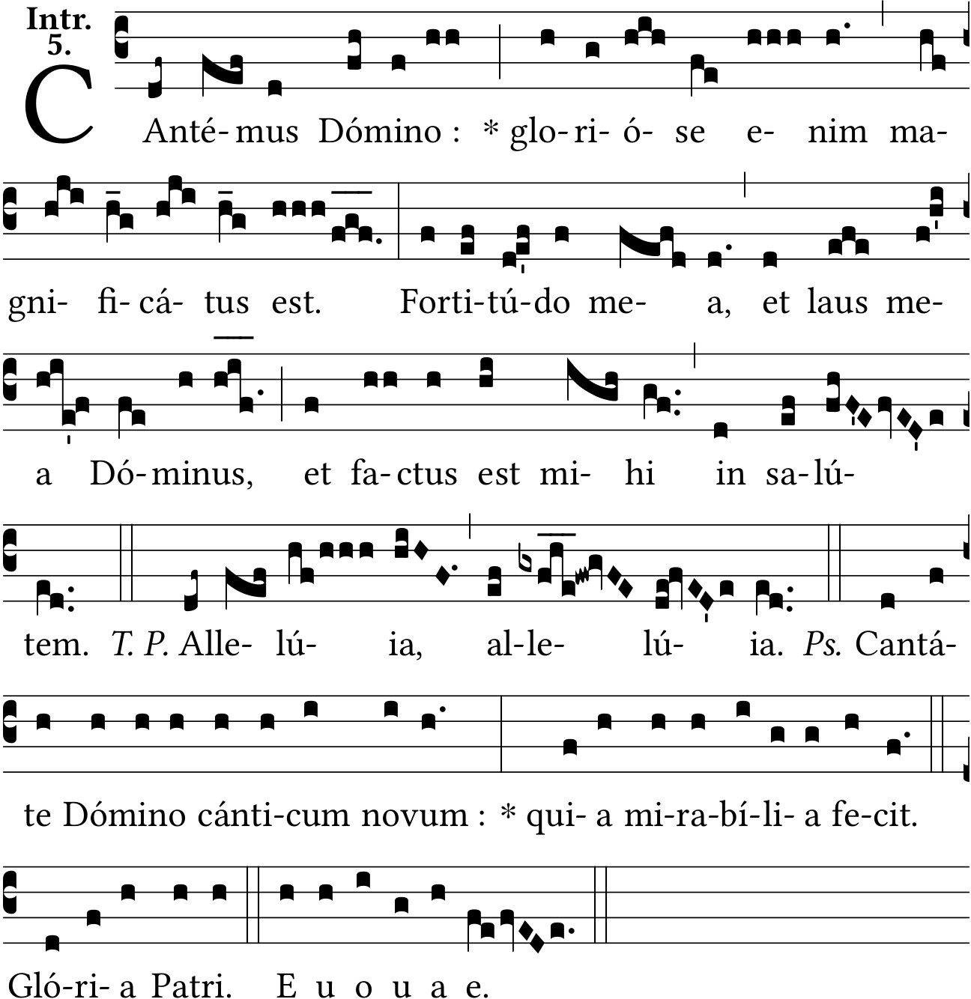 Intr.
5.
CAnté-mus Dómino : * glo-ri-ó-se e-nim ma-
gni-fi-cá-tus est. Forti-tú-do me-a, et laus me-
a Dó-minus, et fa-ctus est mi-hi in sa-lú-
tem. T. P. Alle-lú-ia, al-le-lú-ia. Ps. Cantá-
te Dómino cánti-cum novum : * qui-a mi-ra-bí-li-a fe-cit.
Gló-ri-a Patri. E u o u a e.